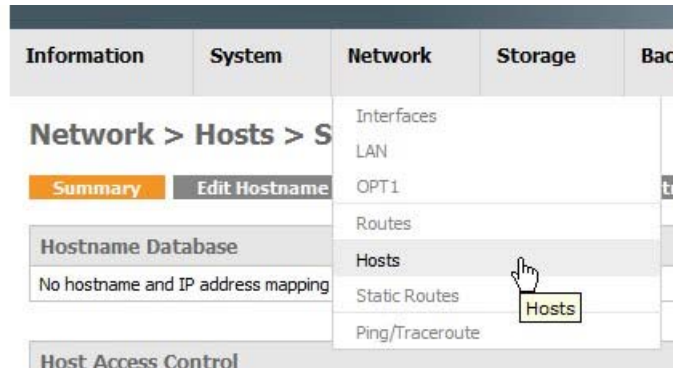 Information System Network Storage Bac
Network > Hosts > S
Summary Edit Hostname
Hostname Database
No hostname and IP address mapping
Host Access Control
Interfaces
LAN
OPT1
Routes
Hosts
Static Routes
Ping/Traceroute
Hosts